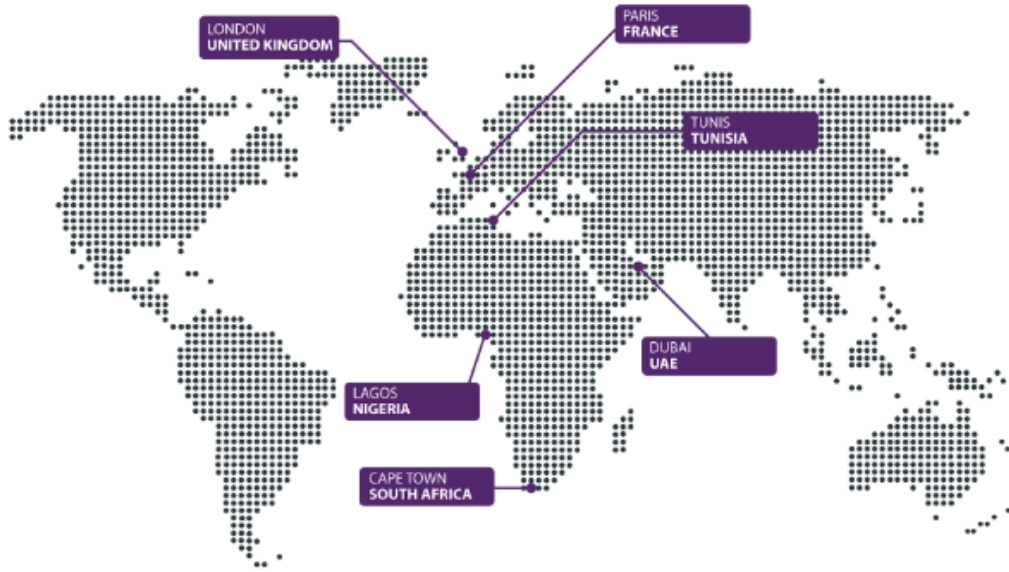 LONDON
UNITED KINGDOM
PARIS
FRANCE
TUNIS
TUNISIA
DUBAI
UAE
LAGOS
NIGERIA
CAPE TOWN
SOUTH AFRICA